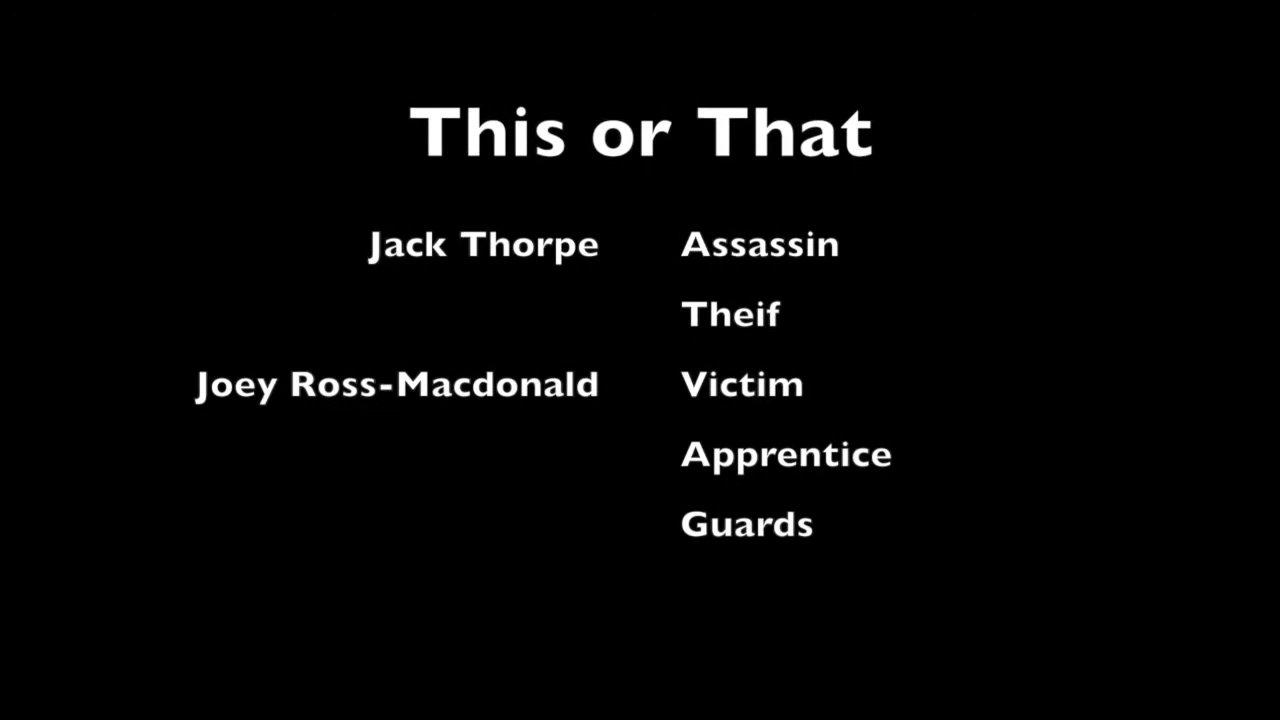 This or That
Jack Thorpe Assassin
Theif
Joey Ross-Macdonald Victim
Apprentice
Guards